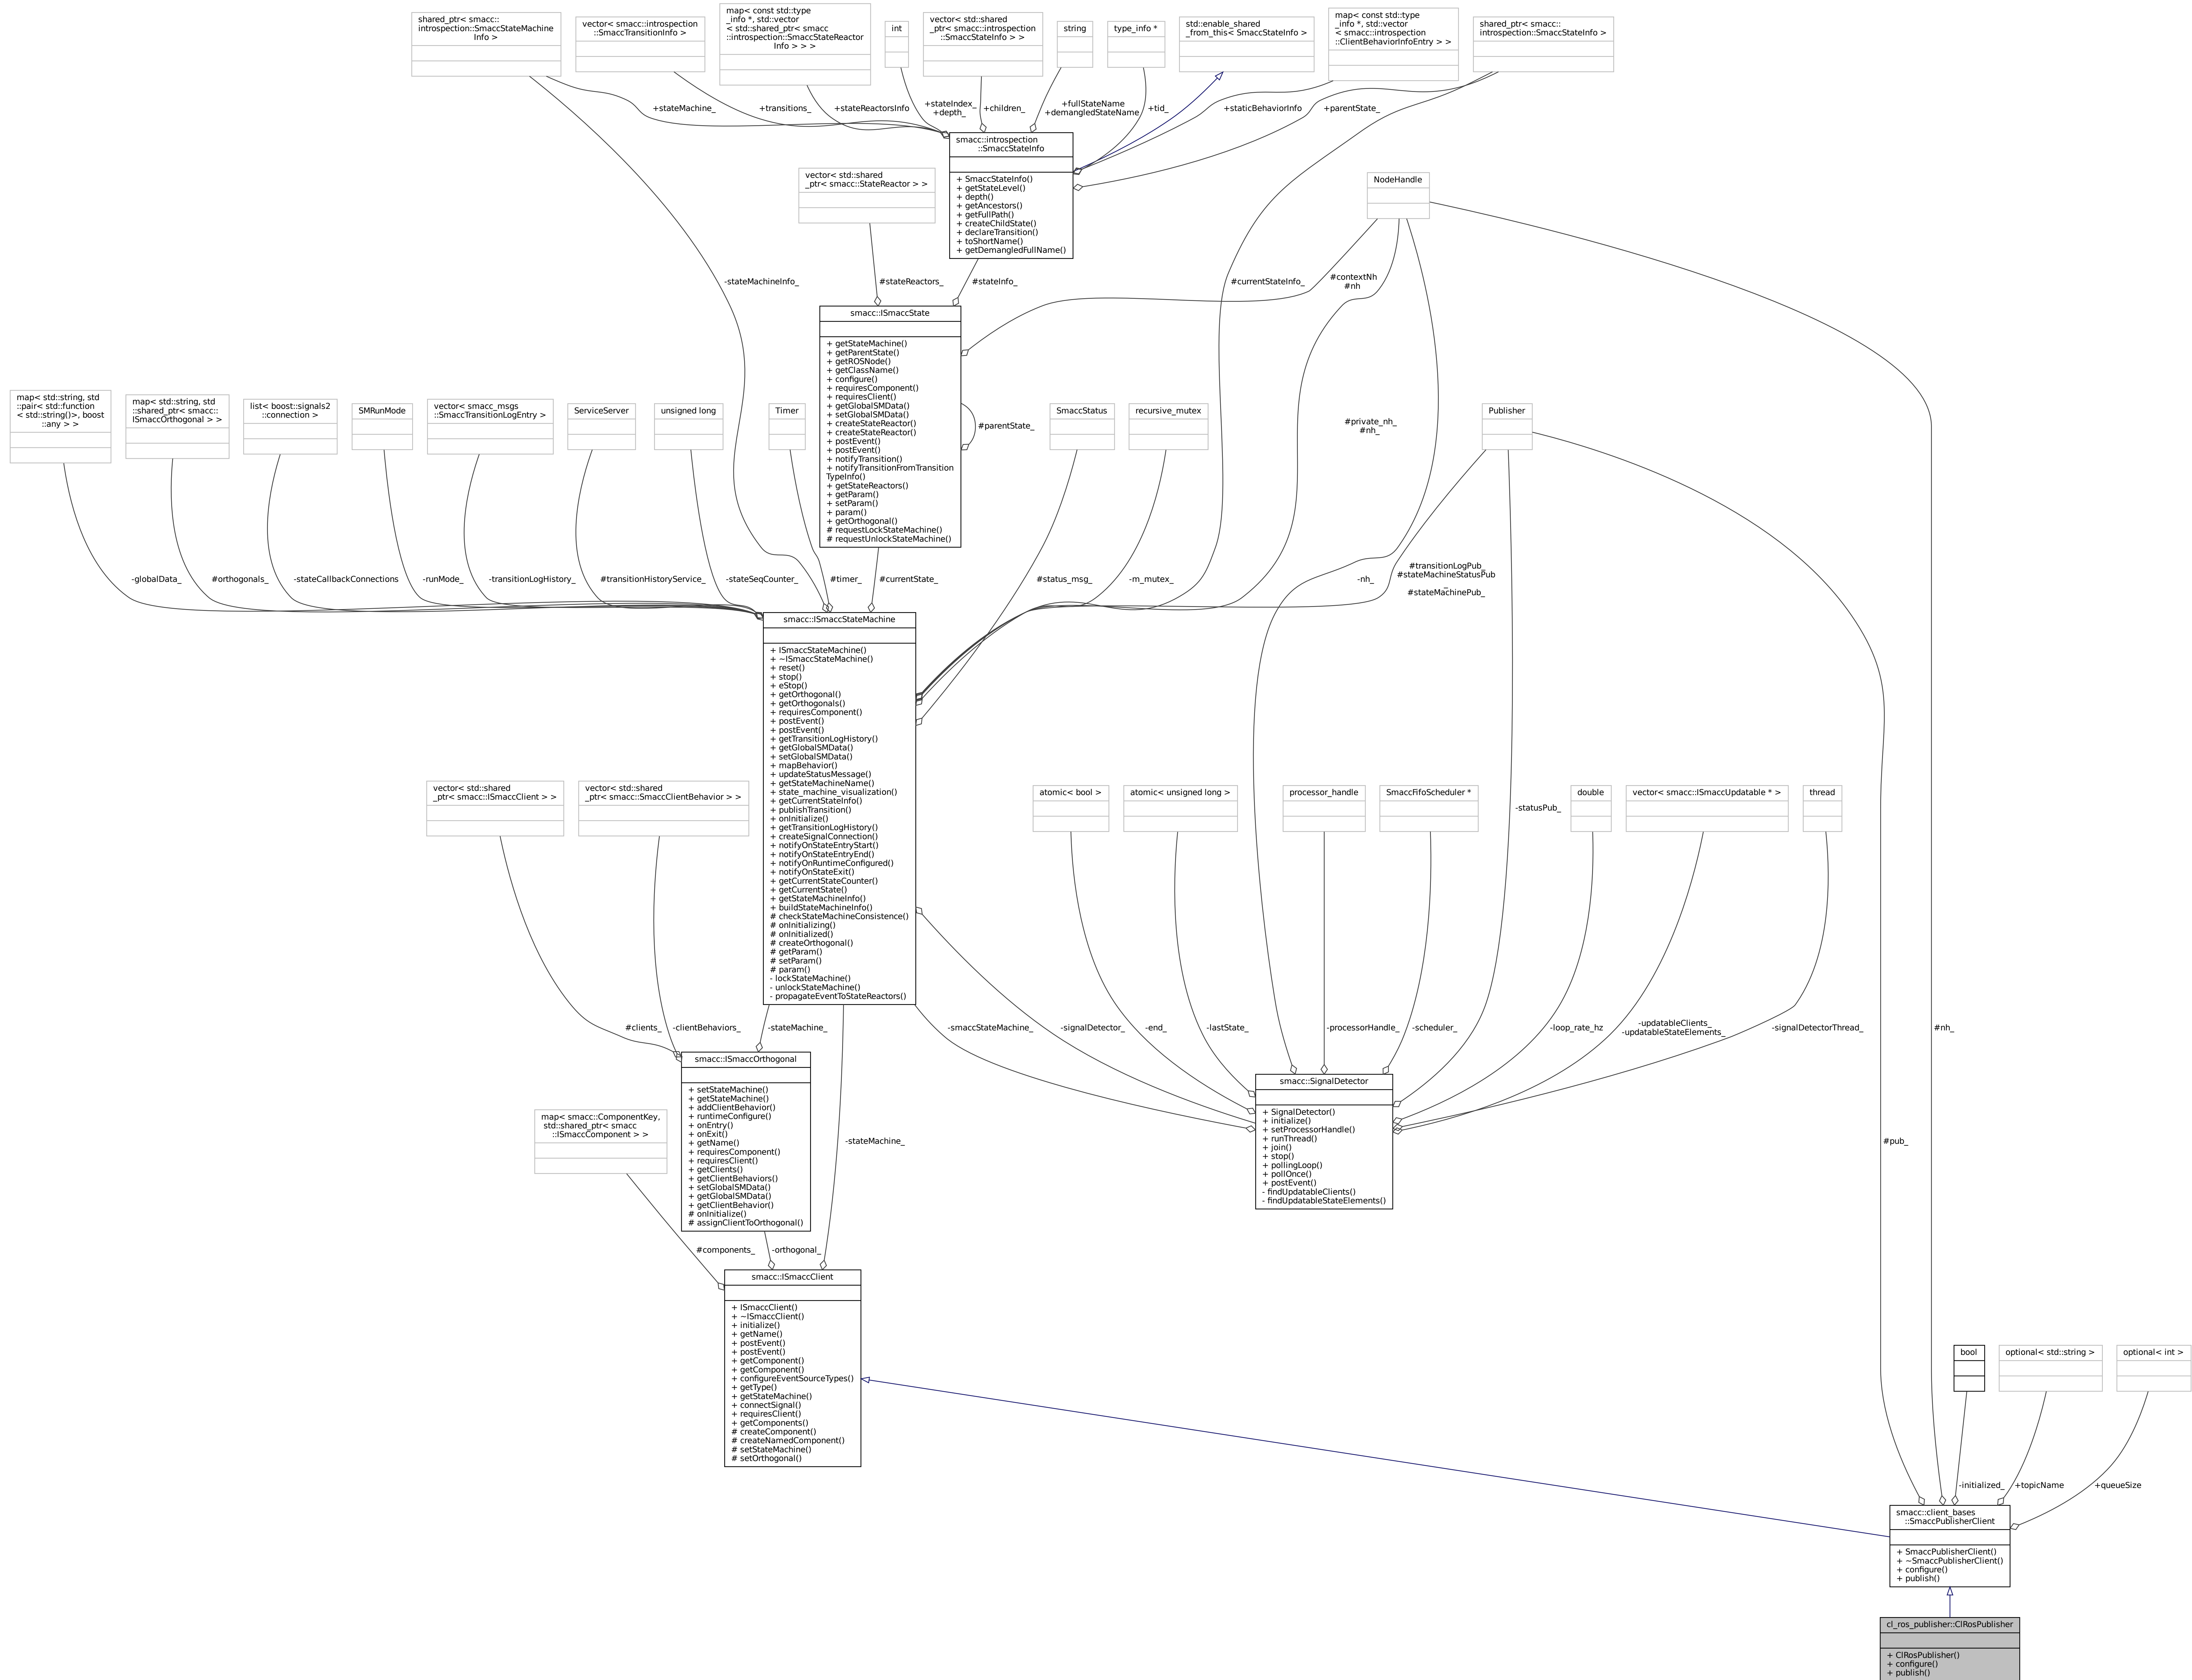 shared_ptr< smacc::
introspection::SmaccStateMachine
Info >
vector< smacc::introspection
::SmaccTransitionInfo >
map< const std::type
_info *, std::vector
< std::shared_ptr< smacc
::introspection::SmaccStateReactor
Info > > >
int
vector< std::shared
_ptr< smacc::introspection
::SmaccStateInfo > >
string
type_info *
std::enable_shared
_from_this< SmaccStateInfo >
map< const std::type
_info *, std::vector
< smacc::introspection
::ClientBehaviorInfoEntry > >
shared_ptr< smacc::
introspection::SmaccStateInfo >
+stateMachine_
+transitions_
+stateReactorsInfo
+stateIndex_
+depth_
+children_
+fullStateName
+demangledStateName
+tid_
+staticBehaviorInfo
+parentState_
smacc::introspection
::SmaccStateInfo
+ SmaccStateInfo()
+ getStateLevel()
+ depth()
+ getAncestors()
+ getFullPath()
+ createChildState()
+ declareTransition()
+ toShortName()
+ getDemangledFullName()
vector< std::shared
_ptr< smacc::StateReactor > >
NodeHandle
-stateMachineInfo_
#stateReactors_
#stateInfo_
#currentStateInfo_
#contextNh
#nh
smacc::ISmaccState
+ getStateMachine()
+ getParentState()
+ getROSNode()
+ getClassName()
+ configure()
+ requiresComponent()
+ requiresClient()
+ getGlobalSMData()
+ setGlobalSMData()
+ createStateReactor()
+ createStateReactor()
+ postEvent()
+ postEvent()
+ notifyTransition()
+ notifyTransitionFromTransition
TypeInfo()
+ getStateReactors()
+ getParam()
+ setParam()
+ param()
+ getOrthogonal()
# requestLockStateMachine()
# requestUnlockStateMachine()
#parentState_
map< std::string, std
::pair< std::function
< std::string()>, boost
::any > >
map< std::string, std
::shared_ptr< smacc::
ISmaccOrthogonal > >
list< boost::signals2
::connection >
SMRunMode
vector< smacc_msgs
::SmaccTransitionLogEntry >
ServiceServer
unsigned long
Timer
SmaccStatus
recursive_mutex
#private_nh_
#nh_
Publisher
-globalData_
#orthogonals_
-stateCallbackConnections
-runMode_
-transitionLogHistory_
#transitionHistoryService_
-stateSeqCounter_
#timer_
#currentState_
#status_msg_
-m_mutex_
-nh_
#transitionLogPub_
#stateMachineStatusPub
_
#stateMachinePub_
smacc::ISmaccStateMachine
+ ISmaccStateMachine()
+ ~ISmaccStateMachine()
+ reset()
+ stop()
+ eStop()
+ getOrthogonal()
+ getOrthogonals()
+ requiresComponent()
+ postEvent()
+ postEvent()
+ getTransitionLogHistory()
+ getGlobalSMData()
+ setGlobalSMData()
+ mapBehavior()
+ updateStatusMessage()
+ getStateMachineName()
+ state_machine_visualization()
+ getCurrentStateInfo()
+ publishTransition()
+ onInitialize()
+ getTransitionLogHistory()
+ createSignalConnection()
+ notifyOnStateEntryStart()
+ notifyOnStateEntryEnd()
+ notifyOnRuntimeConfigured()
+ notifyOnStateExit()
+ getCurrentStateCounter()
+ getCurrentState()
+ getStateMachineInfo()
+ buildStateMachineInfo()
# checkStateMachineConsistence()
# onInitializing()
# onInitialized()
# createOrthogonal()
# getParam()
# setParam()
# param()
- lockStateMachine()
- unlockStateMachine()
- propagateEventToStateReactors()
vector< std::shared
_ptr< smacc::ISmaccClient > >
vector< std::shared
_ptr< smacc::SmaccClientBehavior > >
atomic< bool >
atomic< unsigned long >
processor_handle
SmaccFifoScheduler *
-statusPub_
double
vector< smacc::ISmaccUpdatable * >
thread
#clients_
-clientBehaviors_
-stateMachine_
-smaccStateMachine_
-signalDetector_
-end_
-lastState_
-processorHandle_
-scheduler_
-loop_rate_hz
-updatableClients_
-updatableStateElements_
-signalDetectorThread_
#nh_
smacc::ISmaccOrthogonal
+ setStateMachine()
+ getStateMachine()
+ addClientBehavior()
+ runtimeConfigure()
+ onEntry()
+ onExit()
+ getName()
+ requiresComponent()
+ requiresClient()
+ getClients()
+ getClientBehaviors()
+ setGlobalSMData()
+ getGlobalSMData()
+ getClientBehavior()
# onInitialize()
# assignClientToOrthogonal()
smacc::SignalDetector
+ SignalDetector()
+ initialize()
+ setProcessorHandle()
+ runThread()
+ join()
+ stop()
+ pollingLoop()
+ pollOnce()
+ postEvent()
- findUpdatableClients()
- findUpdatableStateElements()
map< smacc::ComponentKey,
std::shared_ptr< smacc
::ISmaccComponent > >
-stateMachine_
#pub_
#components_
-orthogonal_
smacc::ISmaccClient
+ ISmaccClient()
+ ~ISmaccClient()
+ initialize()
+ getName()
+ postEvent()
+ postEvent()
+ getComponent()
+ getComponent()
+ configureEventSourceTypes()
+ getType()
+ getStateMachine()
+ connectSignal()
+ requiresClient()
+ getComponents()
# createComponent()
# createNamedComponent()
# setStateMachine()
# setOrthogonal()
bool
optional< std::string >
optional< int >
-initialized_
+topicName
+queueSize
smacc::client_bases
::SmaccPublisherClient
+ SmaccPublisherClient()
+ ~SmaccPublisherClient()
+ configure()
+ publish()
cl_ros_publisher::ClRosPublisher
+ ClRosPublisher()
+ configure()
+ publish()